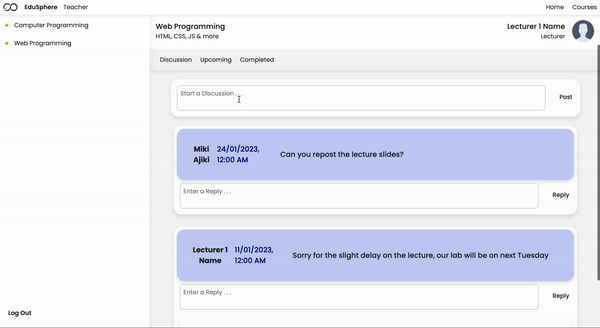 EduSphere Teacher Home Courses
Computer Programming
Web Programming
Log Out
Web Programming
HTML, CSS, JS & more
Lecturer 1 Name
Lecturer
Discussion Upcoming Completed
Start a Discussion . . .
Post
Miki Ajiki
24/01/2023, 12:00 AM
Can you repost the lecture slides?
Enter a Reply . . .
Reply
Lecturer 1 Name
11/01/2023, 12:00 AM
Sorry for the slight delay on the lecture, our lab will be on next Tuesday
Enter a Reply . . .
Reply